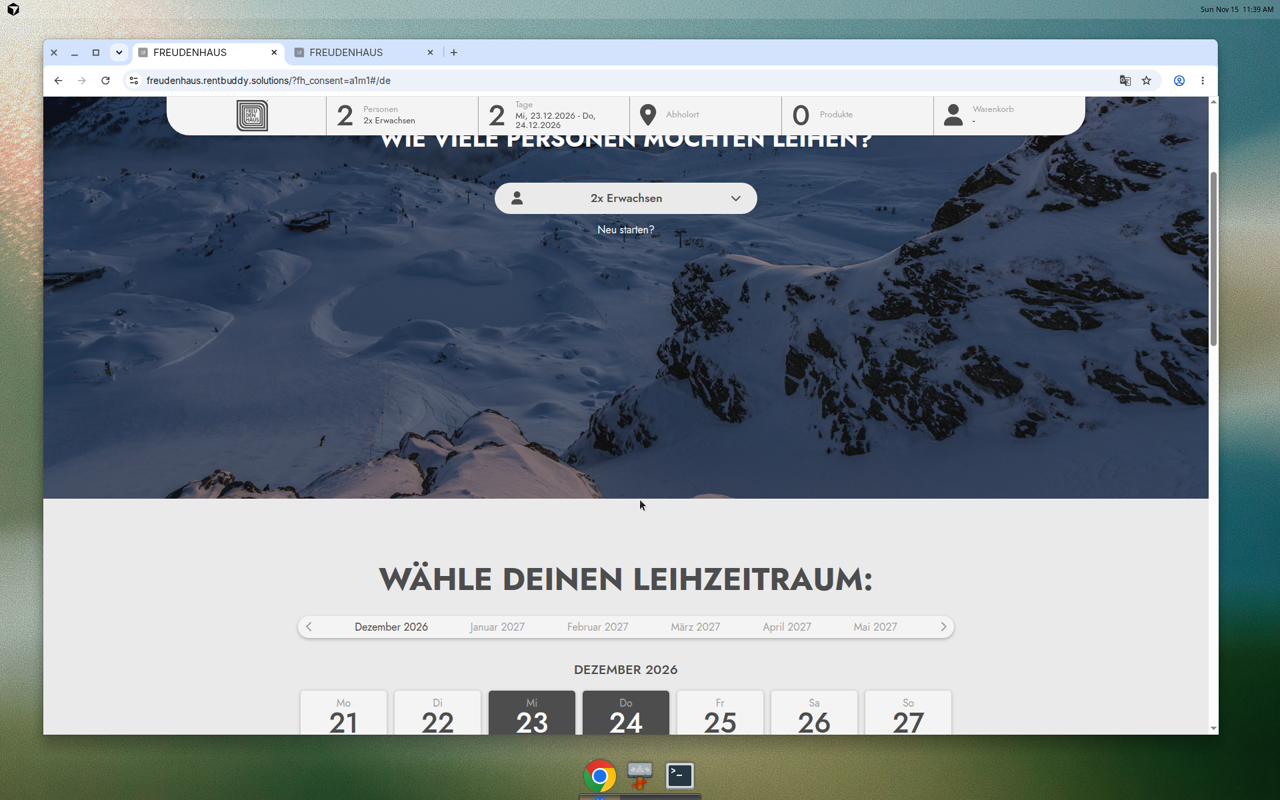 Sun Nov 15 11:39 AM
FREUDENHAUS
FREUDENHAUS
freudenhaus.rentbuddy.solutions/?fh_consent=a1m1#/de
FREU
DEN
HAUS
2
Personen
2x Erwachsen
2
Tage
Mi, 23.12.2026 - Do,
24.12.2026
Abholort
0
Produkte
Warenkorb
-
WIE VIELE PERSONEN MÖCHTEN LEIHEN?
2x Erwachsen
Neu starten?
WÄHLE DEINEN LEIHZEITRAUM:
Dezember 2026 Januar 2027 Februar 2027 März 2027 April 2027 Mai 2027
DEZEMBER 2026
Mo Di Mi Do Fr Sa So
21 22 23 24 25 26 27